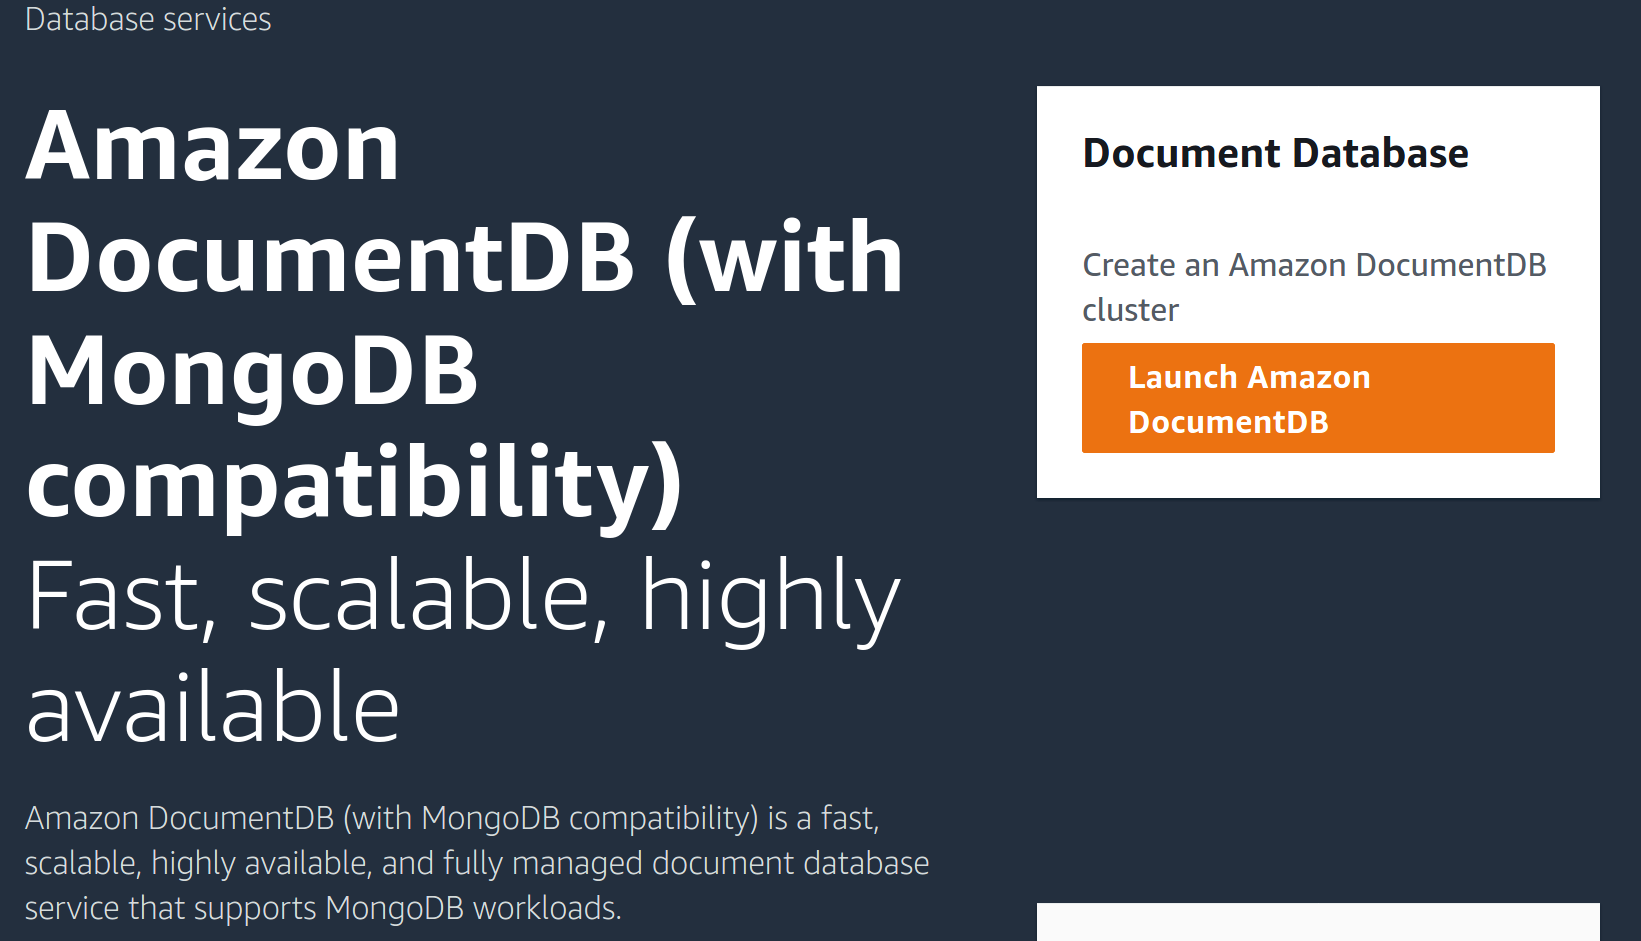 Database services
Amazon
DocumentDB (with
MongoDB
compatibility)
Fast, scalable, highly
available
Amazon DocumentDB (with MongoDB compatibility) is a fast,
scalable, highly available, and fully managed document database
service that supports MongoDB workloads.
Document Database
Create an Amazon DocumentDB
cluster
Launch Amazon
DocumentDB